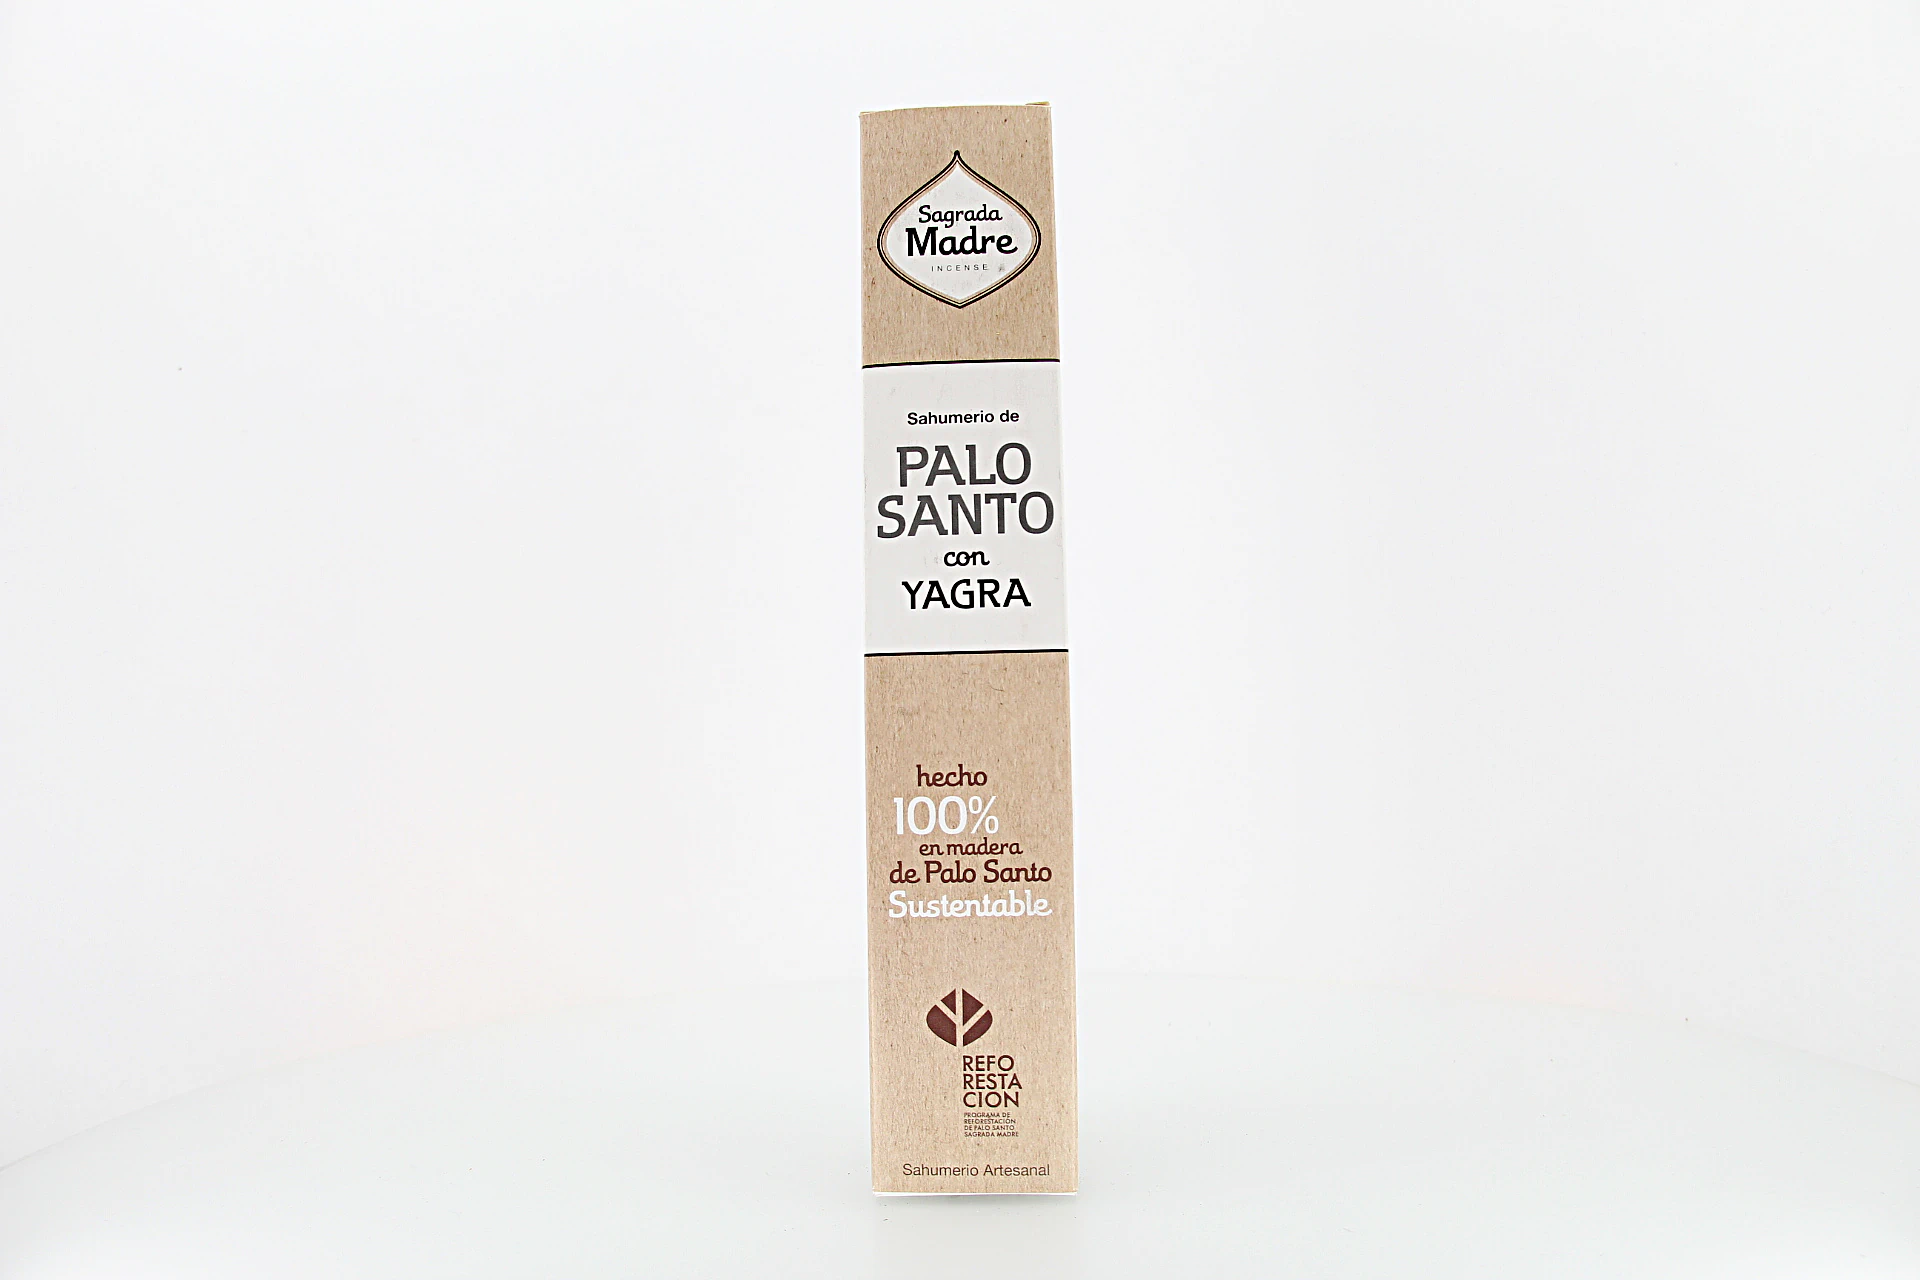 Sagrada
Madre
INCENSE
Sahumerio de
PALO
SANTO
con
YAGRA
hecho
100%
en madera
de Palo Santo
Sustentable
REFO
RESTA
CION
PROGRAMA DE
REFORESTACIÓN
DE PALO SANTO
SAGRADA MADRE
Sahumerio Artesanal